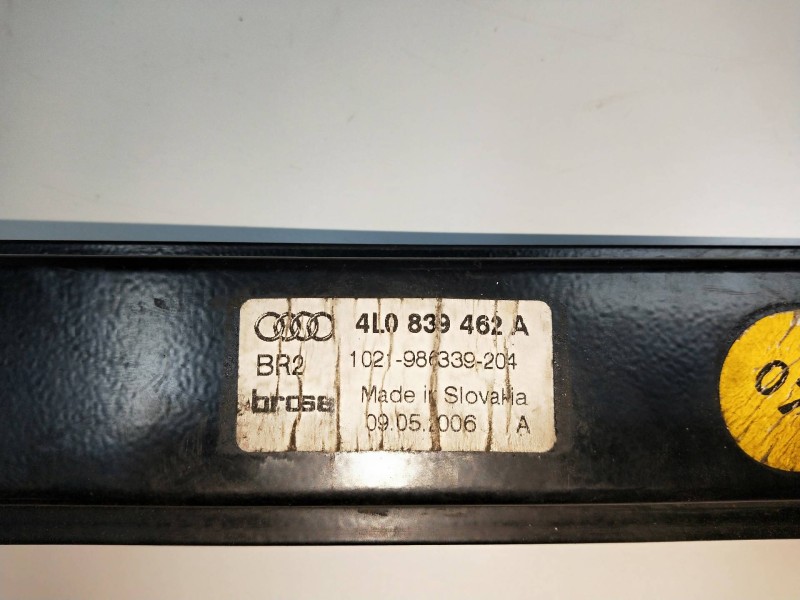 4L0 839 462 A
BR2 1021-986339-204
brose Made in Slovakia
09.05.2006 A